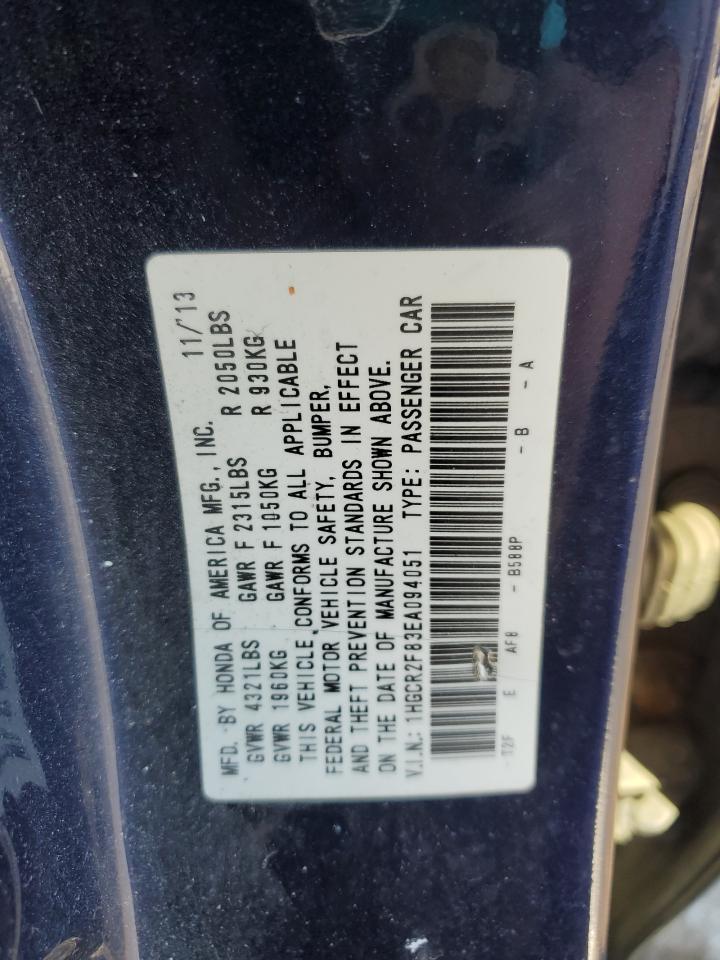 MFD. BY HONDA OF AMERICA MFG., INC. 11/13
GVWR 4321LBS GAWR F 2315LBS R 2050LBS
GVWR 1960KG GAWR F 1050KG R 930KG
THIS VEHICLE CONFORMS TO ALL APPLICABLE
FEDERAL MOTOR VEHICLE SAFETY, BUMPER,
AND THEFT PREVENTION STANDARDS IN EFFECT
ON THE DATE OF MANUFACTURE SHOWN ABOVE.
V.I.N.: 1HGCR2F83EA094051 TYPE: PASSENGER CAR
T2F E AF8 - B588P - B - A